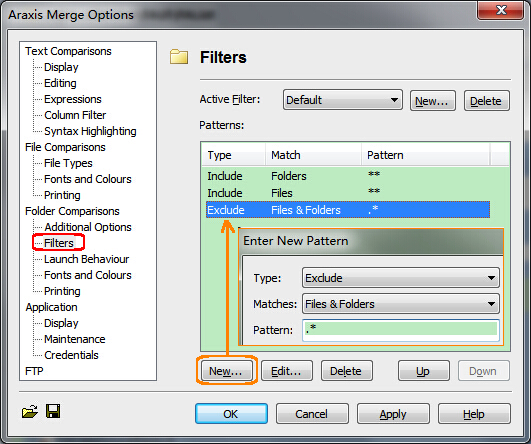 Araxis Merge Options
Text Comparisons
Display
Editing
Expressions
Column Filter
Syntax Highlighting
File Comparisons
File Types
Fonts and Colours
Printing
Folder Comparisons
Additional Options
Filters
Launch Behaviour
Fonts and Colours
Printing
Application
Display
Maintenance
Credentials
FTP
Filters
Active Filter: Default New... Delete
Patterns:
Type Match Pattern
Include Folders **
Include Files **
Exclude Files & Folders .*
Enter New Pattern
Type: Exclude
Matches: Files & Folders
Pattern: .*
New... Edit... Delete Up Down
OK Cancel Apply Help